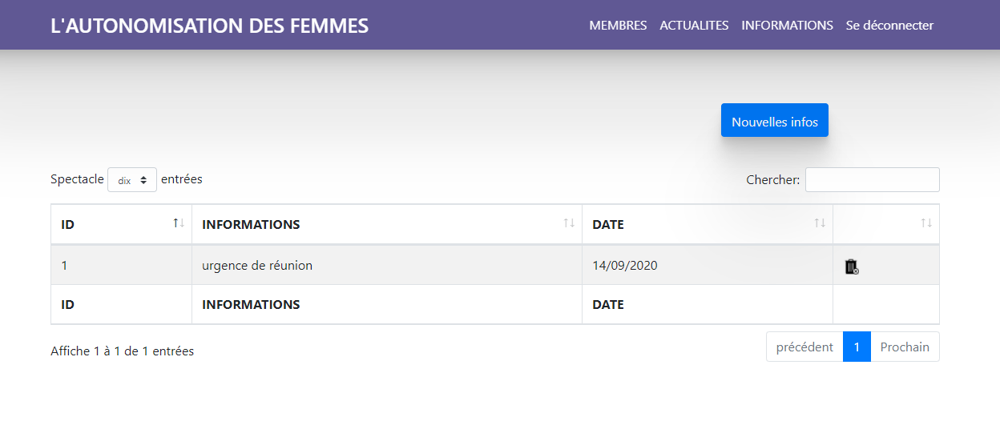 L'AUTONOMISATION DES FEMMES MEMBRES ACTUALITES INFORMATIONS Se déconnecter
Nouvelles infos
Spectacle dix entrées Chercher:
ID INFORMATIONS DATE
1 urgence de réunion 14/09/2020
ID INFORMATIONS DATE
Affiche 1 à 1 de 1 entrées précédent 1 Prochain